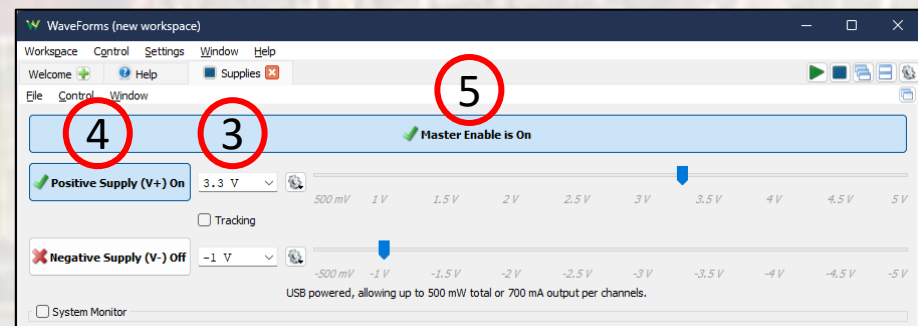 WaveForms (new workspace)
Workspace Control Settings Window Help
Welcome Help Supplies
File Control Window
5
4
3
Master Enable is On
Positive Supply (V+) On 3.3 V
500 mV 1 V 1.5 V 2 V 2.5 V 3 V 3.5 V 4 V 4.5 V 5 V
Tracking
Negative Supply (V-) Off -1 V
-500 mV -1 V -1.5 V -2 V -2.5 V -3 V -3.5 V -4 V -4.5 V -5 V
USB powered, allowing up to 500 mW total or 700 mA output per channels.
System Monitor